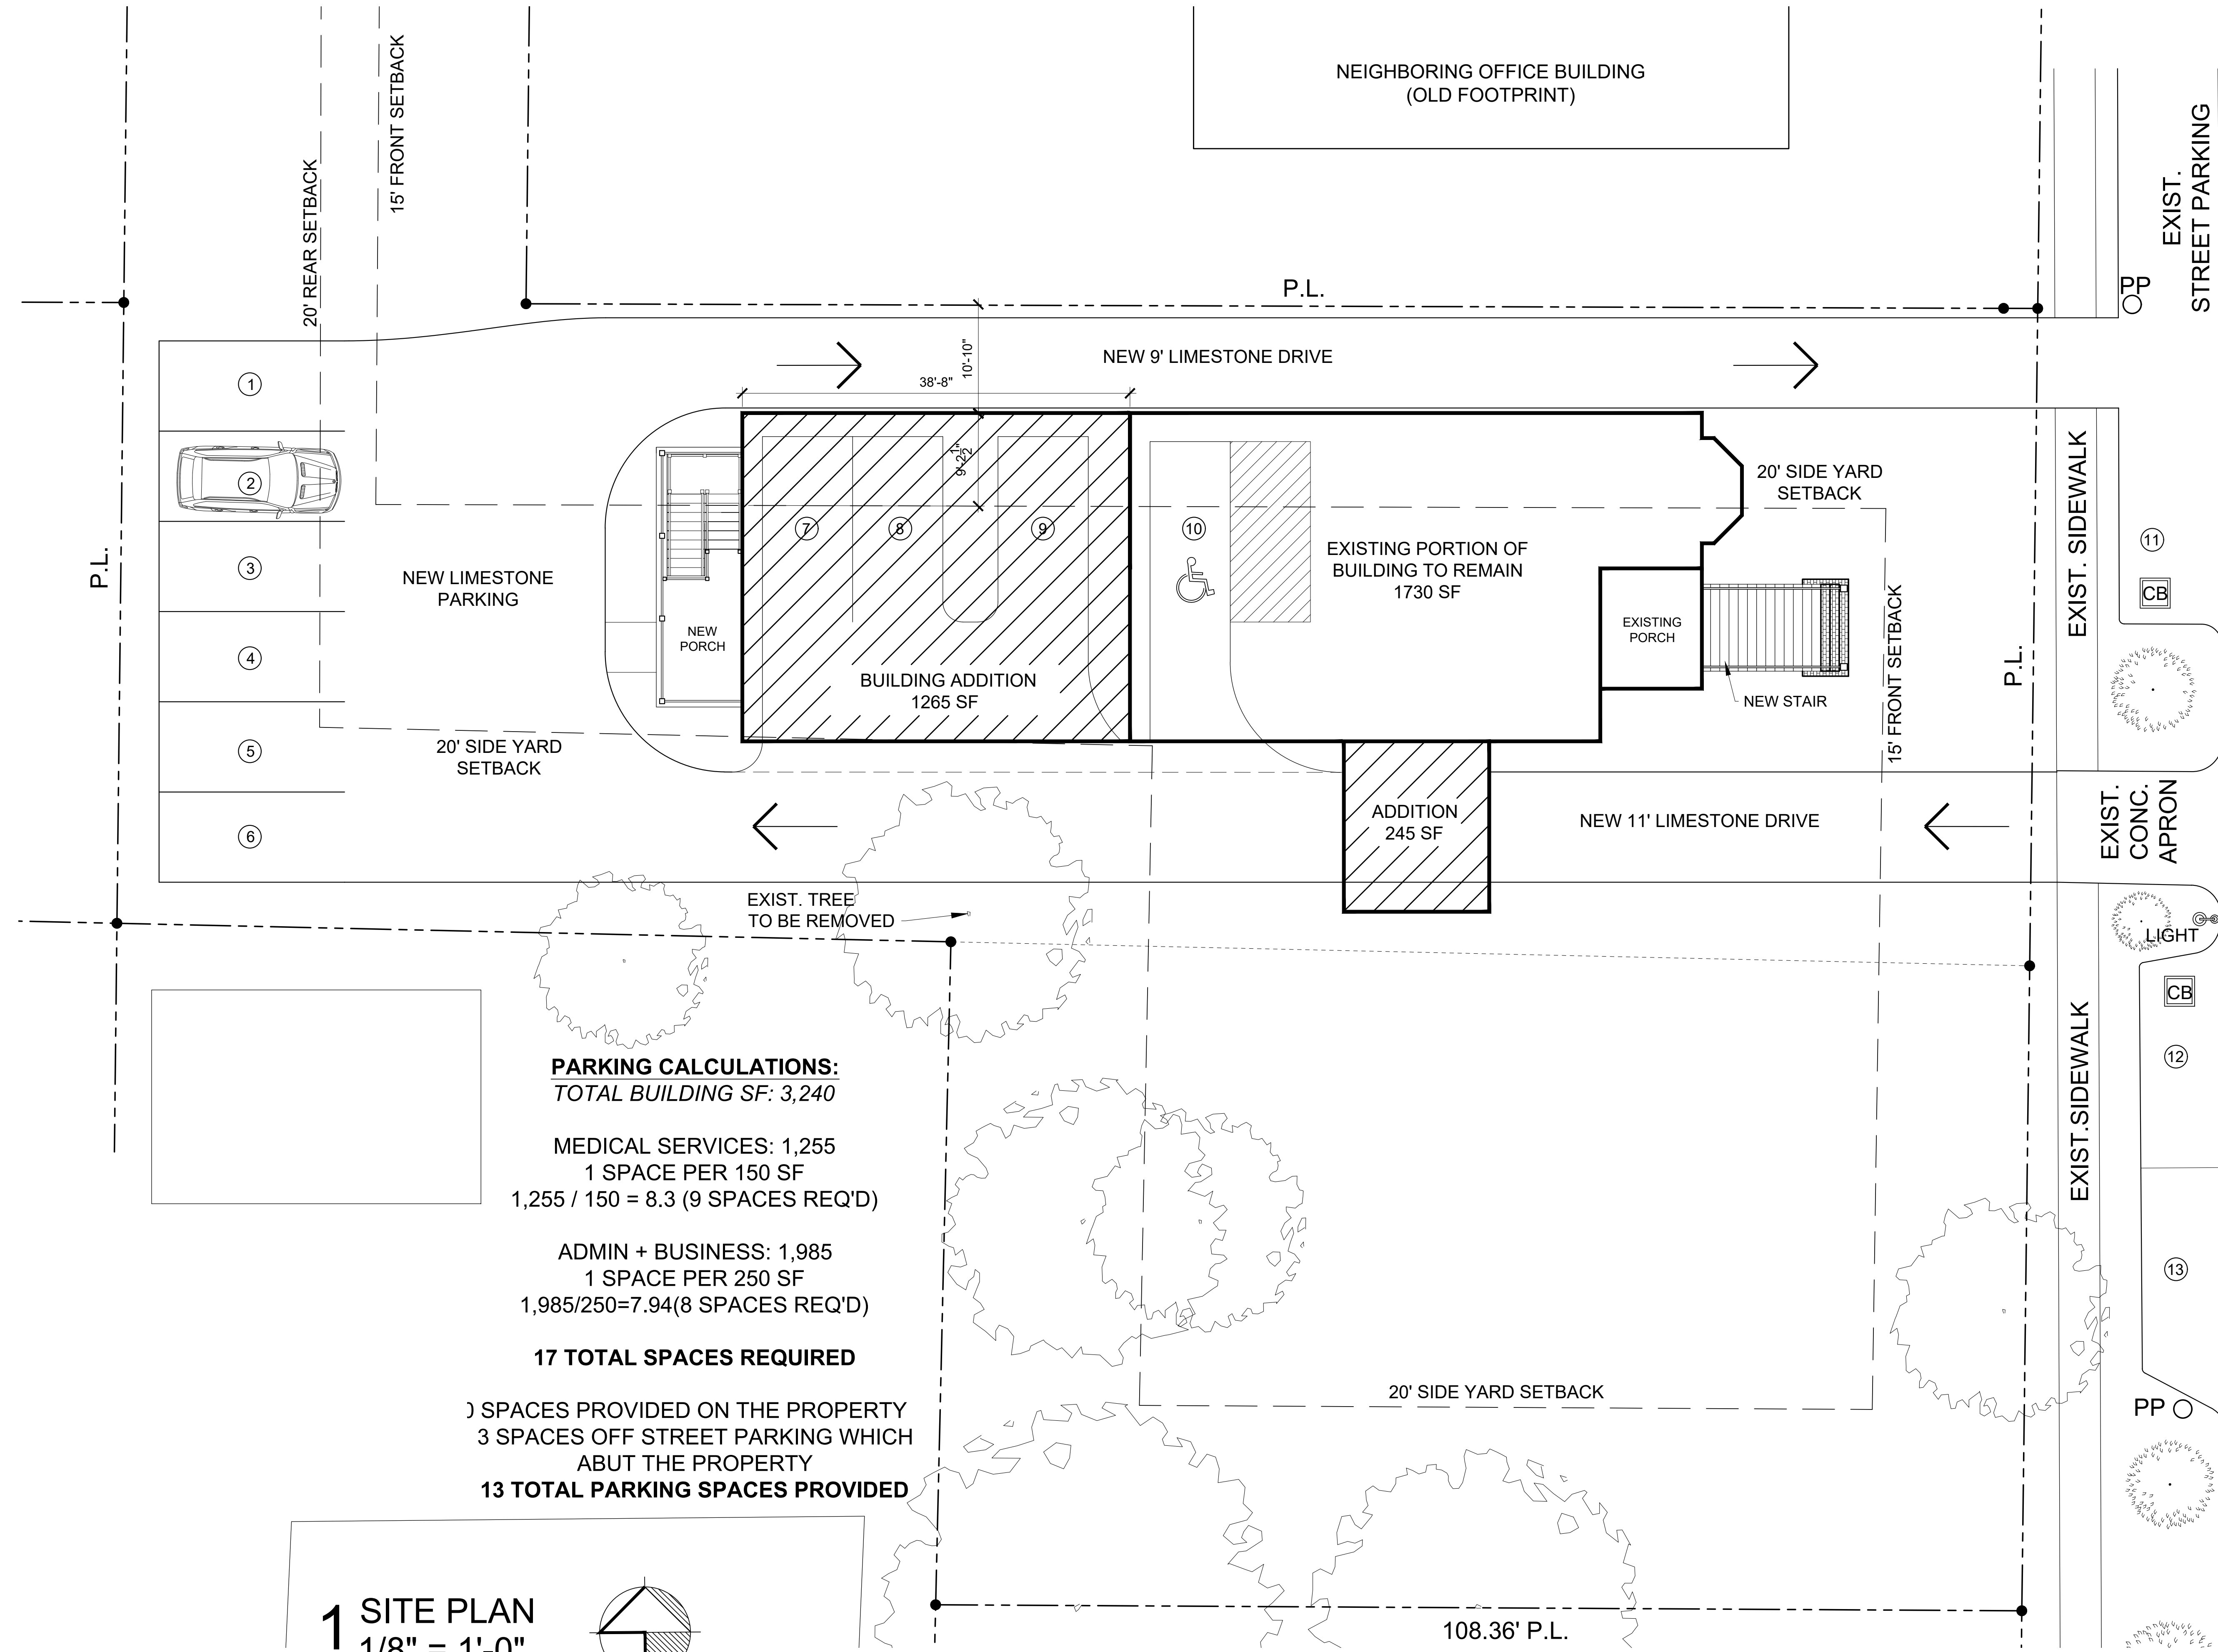 NEIGHBORING OFFICE BUILDING
(OLD FOOTPRINT)
20' REAR SETBACK
15' FRONT SETBACK
EXIST.
STREET PARKING
P.L.
PP
10'-10"
NEW 9' LIMESTONE DRIVE
38'-8"
1
2
3
4
5
6
P.L.
NEW LIMESTONE
PARKING
9'-2 1/2"
7
8
9
10
NEW
PORCH
BUILDING ADDITION
1265 SF
EXISTING PORTION OF
BUILDING TO REMAIN
1730 SF
EXISTING
PORCH
NEW STAIR
20' SIDE YARD
SETBACK
15' FRONT SETBACK
P.L.
EXIST. SIDEWALK
11
CB
20' SIDE YARD
SETBACK
ADDITION
245 SF
NEW 11' LIMESTONE DRIVE
EXIST.
CONC.
APRON
EXIST. TREE
TO BE REMOVED
LIGHT
CB
12
EXIST.SIDEWALK
13
PP
PARKING CALCULATIONS:
TOTAL BUILDING SF: 3,240
MEDICAL SERVICES: 1,255
1 SPACE PER 150 SF
1,255 / 150 = 8.3 (9 SPACES REQ'D)
ADMIN + BUSINESS: 1,985
1 SPACE PER 250 SF
1,985/250=7.94(8 SPACES REQ'D)
17 TOTAL SPACES REQUIRED
SPACES PROVIDED ON THE PROPERTY
3 SPACES OFF STREET PARKING WHICH
ABUT THE PROPERTY
13 TOTAL PARKING SPACES PROVIDED
20' SIDE YARD SETBACK
108.36' P.L.
1 SITE PLAN
1/8" = 1'-0"